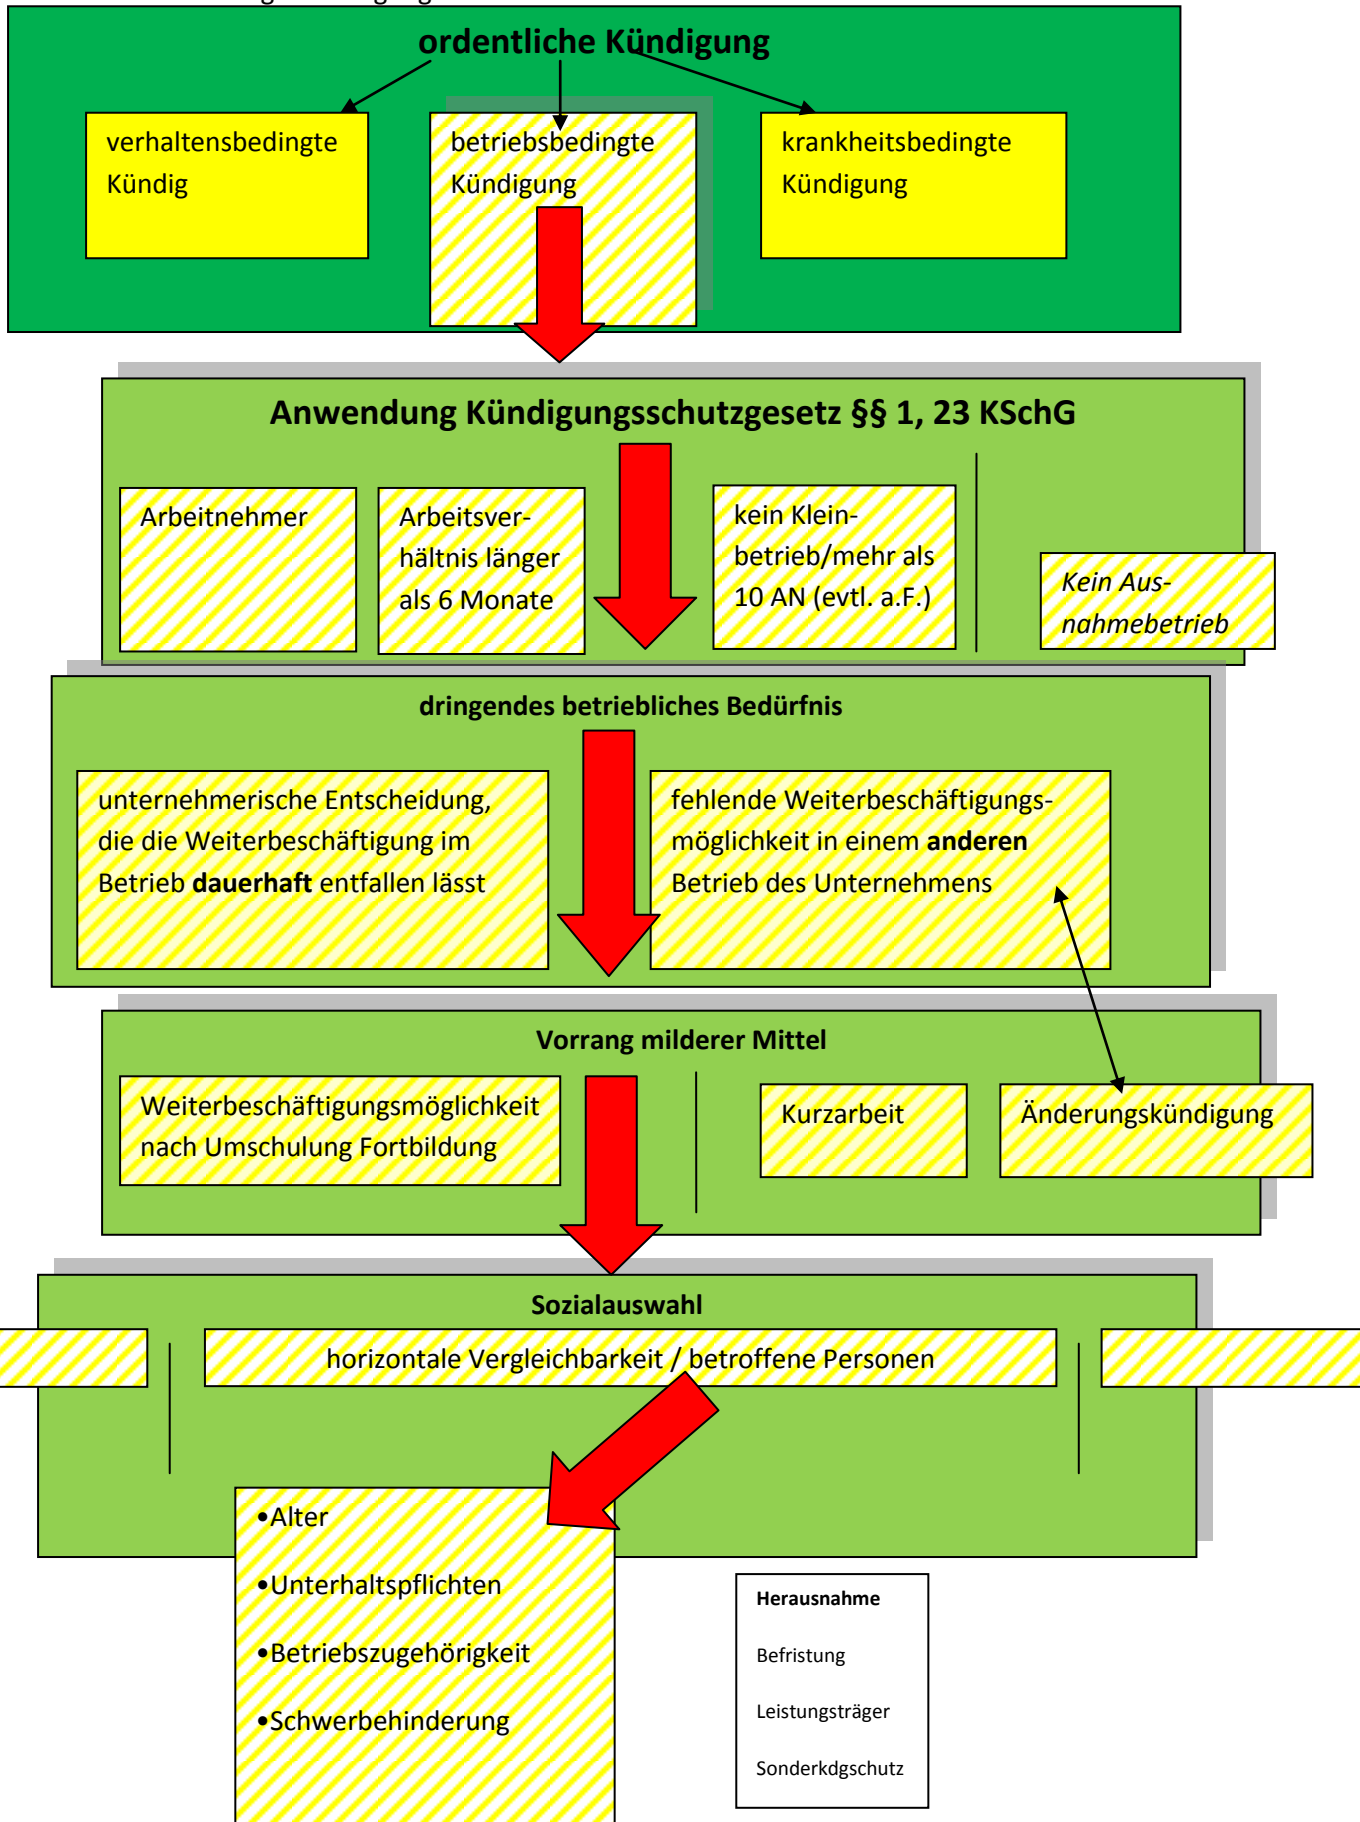 ordentliche Kündigung
verhaltensbedingte
Kündig
betriebsbedingte
Kündigung
krankheitsbedingte
Kündigung
Anwendung Kündigungsschutzgesetz §§ 1, 23 KSchG
Arbeitnehmer
Arbeitsver-
hältnis länger
als 6 Monate
kein Klein-
betrieb/mehr als
10 AN (evtl. a.F.)
Kein Aus-
nahmebetrieb
dringendes betriebliches Bedürfnis
unternehmerische Entscheidung,
die die Weiterbeschäftigung im
Betrieb dauerhaft entfallen lässt
fehlende Weiterbeschäftigungs-
möglichkeit in einem anderen
Betrieb des Unternehmens
Vorrang milderer Mittel
Weiterbeschäftigungsmöglichkeit
nach Umschulung Fortbildung
Kurzarbeit
Änderungskündigung
Sozialauswahl
horizontale Vergleichbarkeit / betroffene Personen
•Alter
•Unterhaltspflichten
•Betriebszugehörigkeit
•Schwerbehinderung
Herausnahme
Befristung
Leistungsträger
Sonderkdgschutz